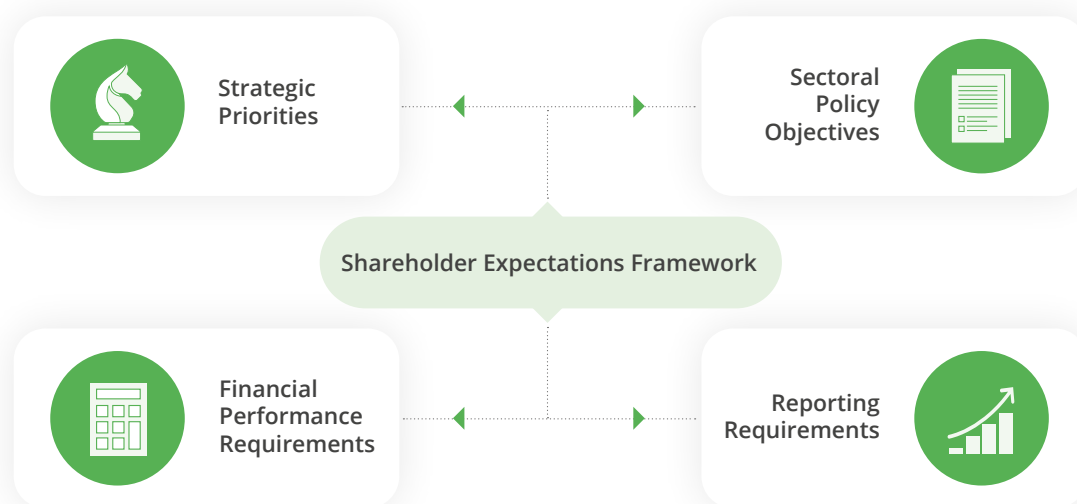 Strategic
Priorities
Sectoral
Policy
Objectives
Shareholder Expectations Framework
Financial
Performance
Requirements
Reporting
Requirements